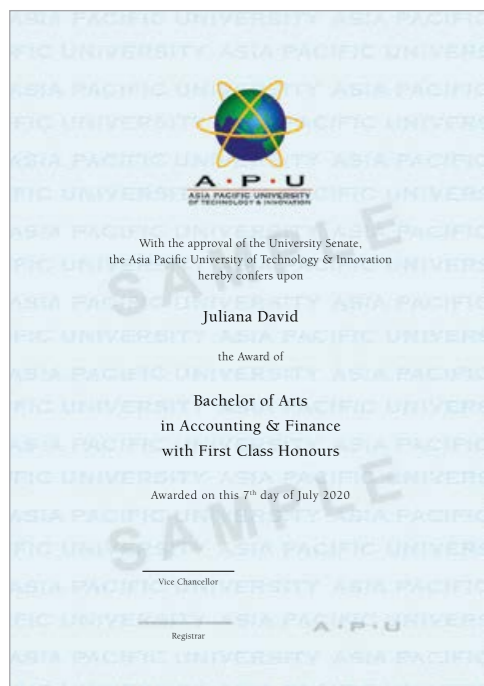 A · P · U
ASIA PACIFIC UNIVERSITY
OF TECHNOLOGY & INNOVATION
With the approval of the University Senate,
the Asia Pacific University of Technology & Innovation
hereby confers upon
SAMPLE
Juliana David
the Award of
Bachelor of Arts
in Accounting & Finance
with First Class Honours
Awarded on this 7th day of July 2020
SAMPLE
Vice Chancellor
Registrar
A · P · U